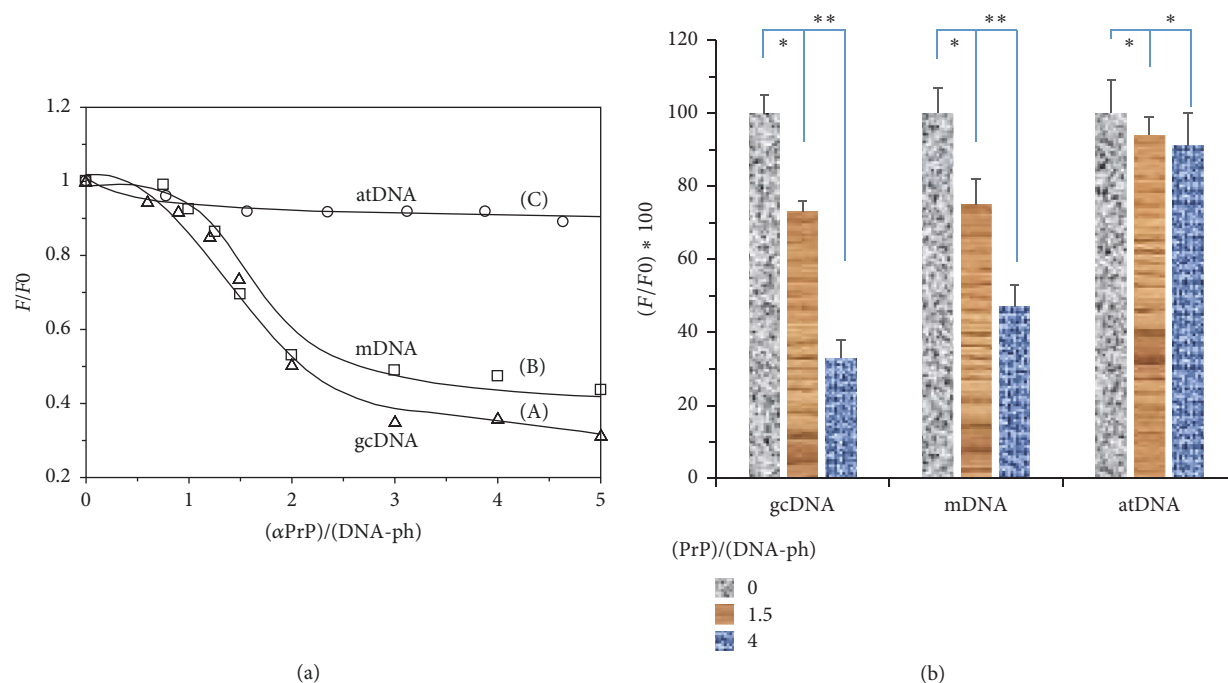 1.2
1
0.8
0.6
0.4
0.2
F/F0
atDNA
(C)
mDNA
(B)
(A)
gcDNA
0 1 2 3 4 5
(αPrP)/(DNA-ph)
(a)
** ** *
* * *
120
100
80
60
40
20
0
(F/F0) * 100
gcDNA mDNA atDNA
(PrP)/(DNA-ph)
0
1.5
4
(b)